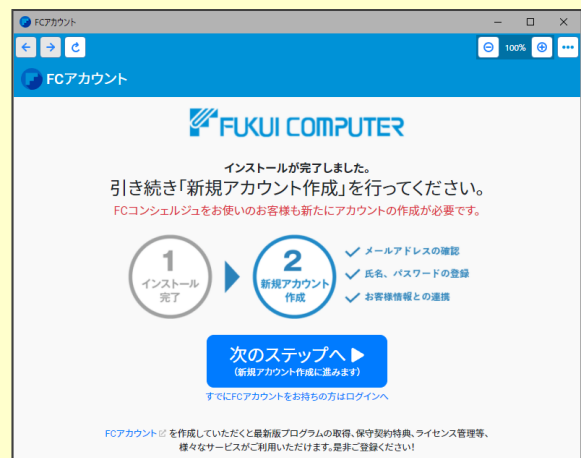 FCアカウント
100%
FCアカウント
FUKUI COMPUTER
インストールが完了しました。
引き続き「新規アカウント作成」を行ってください。
FCコンシェルジュをお使いのお客様も新たにアカウントの作成が必要です。
1
インストール
完了
2
新規アカウント
作成
メールアドレスの確認
氏名、パスワードの登録
お客様情報との連携
次のステップへ ▶
(新規アカウント作成に進みます)
すでにFCアカウントをお持ちの方はログインへ
FCアカウント を作成していただくと最新版プログラムの取得、保守契約特典、ライセンス管理等、
様々なサービスがご利用いただけます。是非ご登録ください!